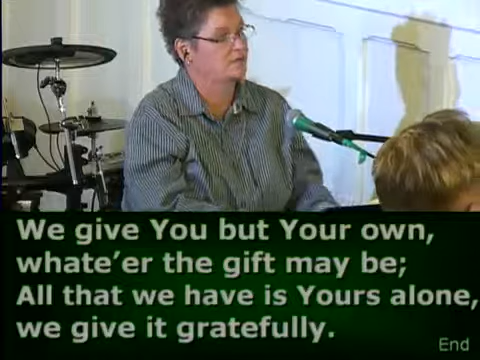 We give You but Your own,
whate'er the gift may be;
All that we have is Yours alone,
we give it gratefully.
End